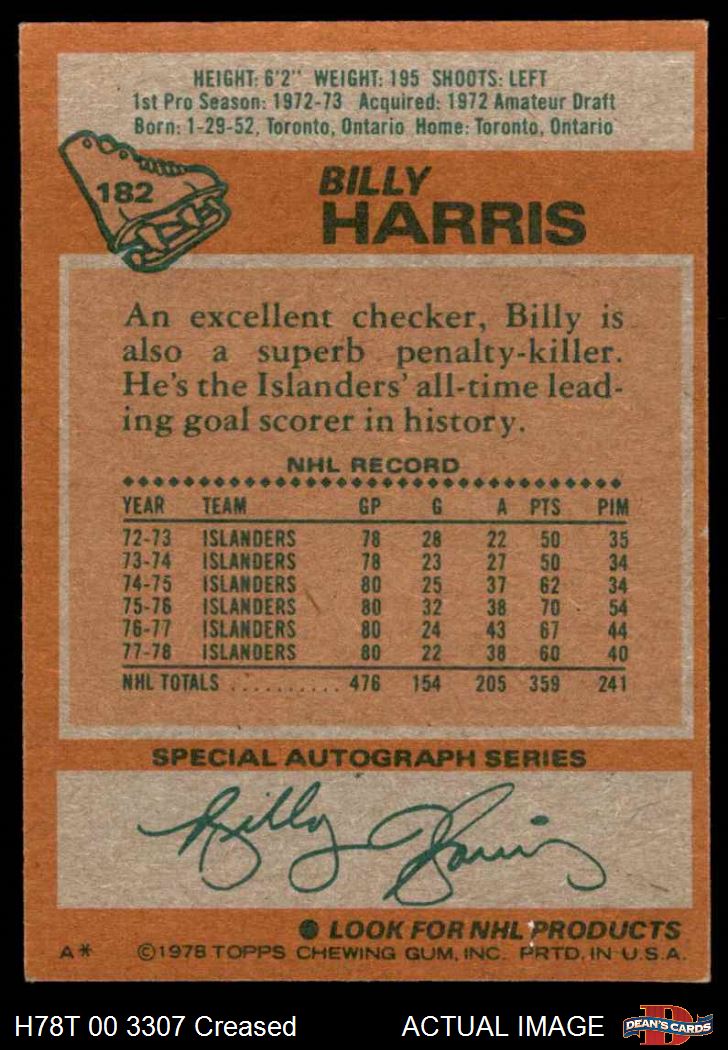 HEIGHT: 6'2" WEIGHT: 195 SHOOTS: LEFT
1st Pro Season: 1972-73 Acquired: 1972 Amateur Draft
Born: 1-29-52, Toronto, Ontario Home: Toronto, Ontario
182
BILLY
HARRIS
An excellent checker, Billy is
also a superb penalty-killer.
He's the Islanders' all-time lead-
ing goal scorer in history.
NHL RECORD
YEAR TEAM GP G A PTS PIM
72-73 ISLANDERS 78 28 22 50 35
73-74 ISLANDERS 78 23 27 50 34
74-75 ISLANDERS 80 25 37 62 34
75-76 ISLANDERS 80 32 38 70 54
76-77 ISLANDERS 80 24 43 67 44
77-78 ISLANDERS 80 22 38 60 40
NHL TOTALS .......... 476 154 205 359 241
SPECIAL AUTOGRAPH SERIES
Billy Harris
LOOK FOR NHL PRODUCTS
A* ©1978 TOPPS CHEWING GUM, INC. PRTD. IN U.S.A.
H78T 00 3307 Creased ACTUAL IMAGE D DEAN'S CARDS